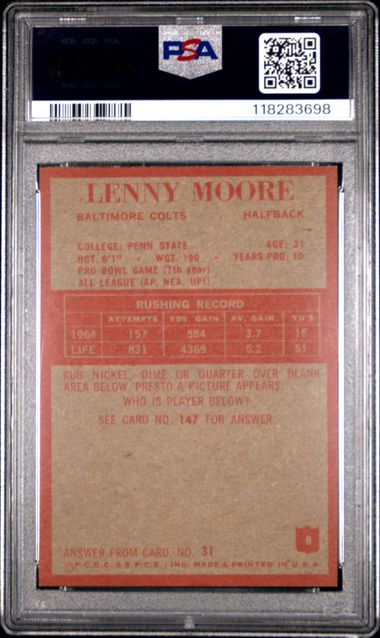 PSA
118283698
LENNY MOORE
BALTIMORE COLTS HALFBACK
COLLEGE: PENN STATE AGE: 31
HGT. 6'1" • WGT. 190 • YEARS PRO: 10
PRO BOWL GAME (7th year)
ALL LEAGUE (AP, NEA, UPI)
RUSHING RECORD
ATTEMPTS YDS. GAIN AV. GAIN TD'S
1964 157 584 3.7 16
LIFE 831 4369 5.2 51
RUB NICKEL, DIME OR QUARTER OVER BLANK
AREA BELOW. PRESTO A PICTURE APPEARS.
WHO IS PLAYER BELOW?
SEE CARD NO. 147 FOR ANSWER.
8
ANSWER FROM CARD. NO. 31
© P.C.G.C. & S.P.C.E., INC. MADE & PRINTED IN U.S.A.